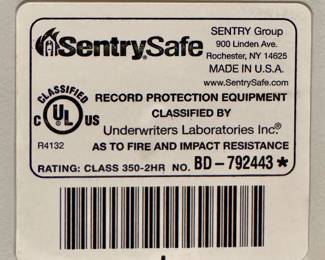 SentrySafe
SENTRY Group
900 Linden Ave.
Rochester, NY 14625
MADE IN U.S.A.
www.SentrySafe.com
CLASSIFIED
C UL US
R4132
RECORD PROTECTION EQUIPMENT
CLASSIFIED BY
Underwriters Laboratories Inc.®
AS TO FIRE AND IMPACT RESISTANCE
RATING: CLASS 350-2HR NO. BD-792443*